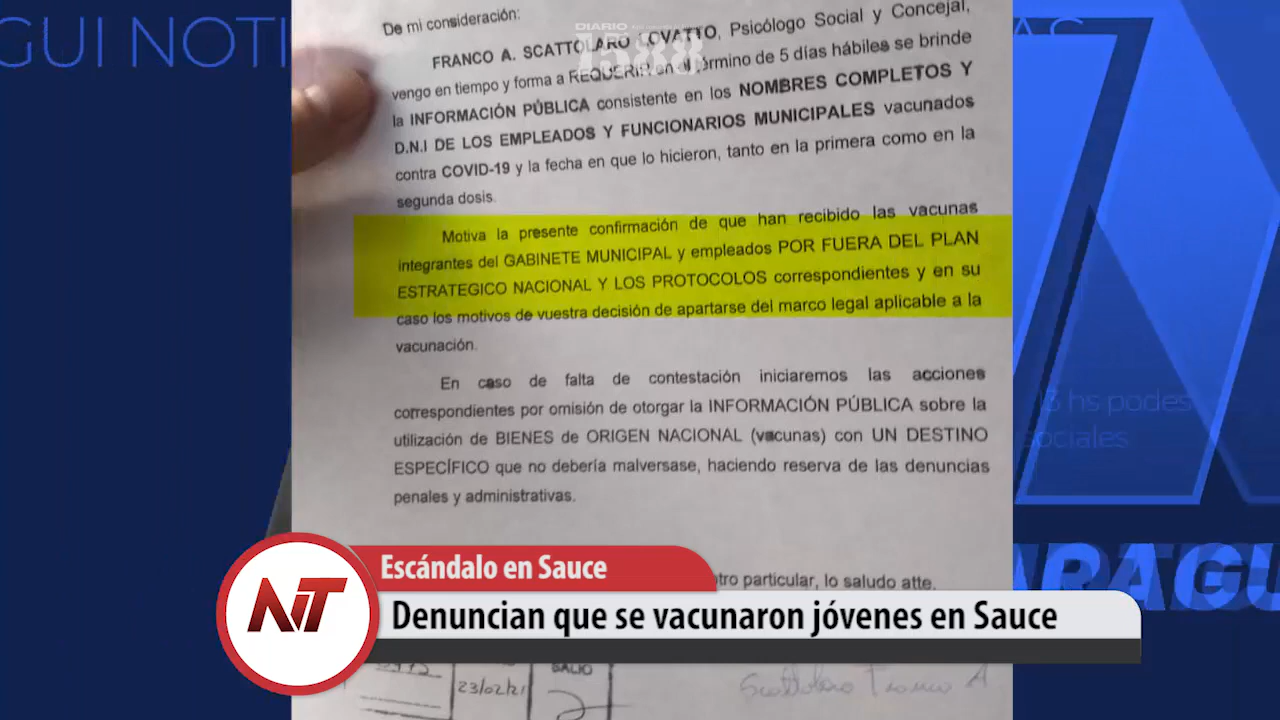 GUI NOTI
DIARIO
1588
De mi consideración:
FRANCO A. SCATTOLARO LOVATTO, Psicólogo Social y Concejal,
vengo en tiempo y forma a REQUERIR en el término de 5 días hábiles se brinde
la INFORMACIÓN PÚBLICA consistente en los NOMBRES COMPLETOS Y
D.N.I DE LOS EMPLEADOS Y FUNCIONARIOS MUNICIPALES vacunados
contra COVID-19 y la fecha en que lo hicieron, tanto en la primera como en la
segunda dosis.
Motiva la presente confirmación de que han recibido las vacunas
integrantes del GABINETE MUNICIPAL y empleados POR FUERA DEL PLAN
ESTRATEGICO NACIONAL Y LOS PROTOCOLOS correspondientes y en su
caso los motivos de vuestra decisión de apartarse del marco legal aplicable a la
vacunación.
En caso de falta de contestación iniciaremos las acciones
correspondientes por omisión de otorgar la INFORMACIÓN PÚBLICA sobre la
utilización de BIENES de ORIGEN NACIONAL (vacunas) con UN DESTINO
ESPECÍFICO que no debería malversase, haciendo reserva de las denuncias
penales y administrativas.
hs podes
sociales
otro particular, lo saludo atte.
NiT
Escándalo en Sauce
Denuncian que se vacunaron jóvenes en Sauce
23/02/21
SALIO
Scattolaro Franco A